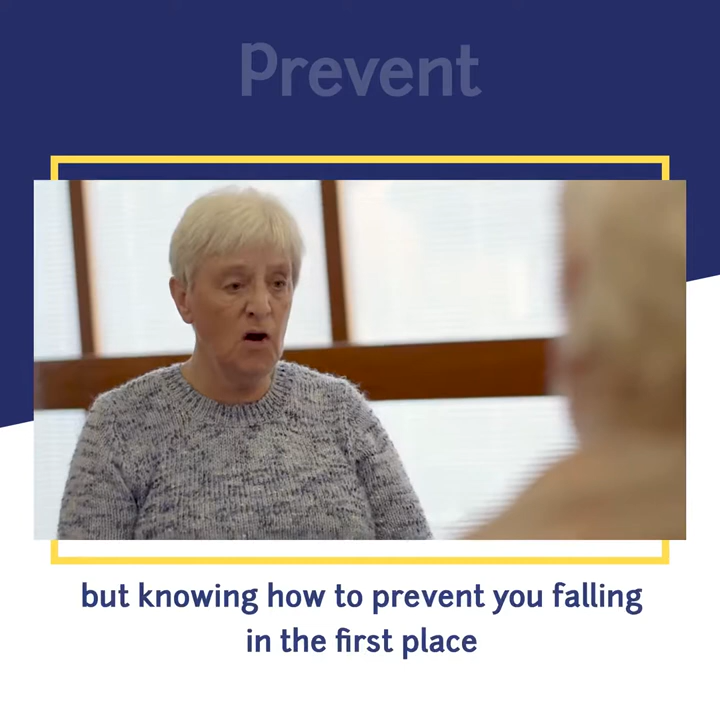 Prevent
but knowing how to prevent you falling
in the first place